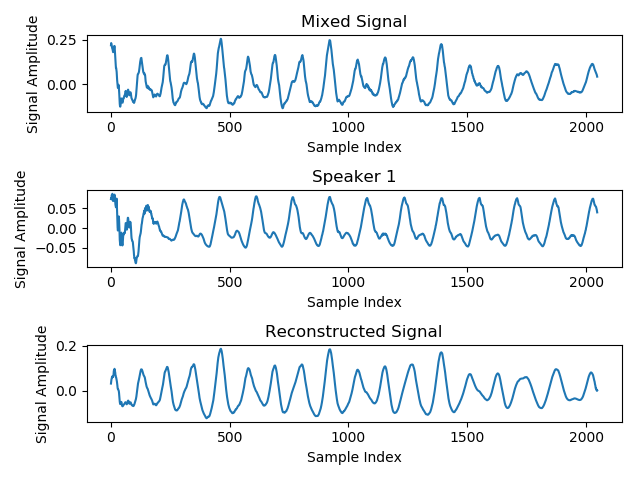 Mixed Signal
Signal Amplitude
0.25
0.00
0 500 1000 1500 2000
Sample Index
Speaker 1
Signal Amplitude
0.05
0.00
−0.05
0 500 1000 1500 2000
Sample Index
Reconstructed Signal
Signal Amplitude
0.2
0.0
0 500 1000 1500 2000
Sample Index